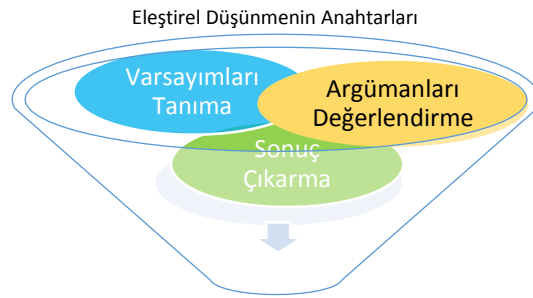 Eleştirel Düşünmenin Anahtarları
Varsayımları
Tanıma
Argümanları
Değerlendirme
Sonuç
Çıkarma